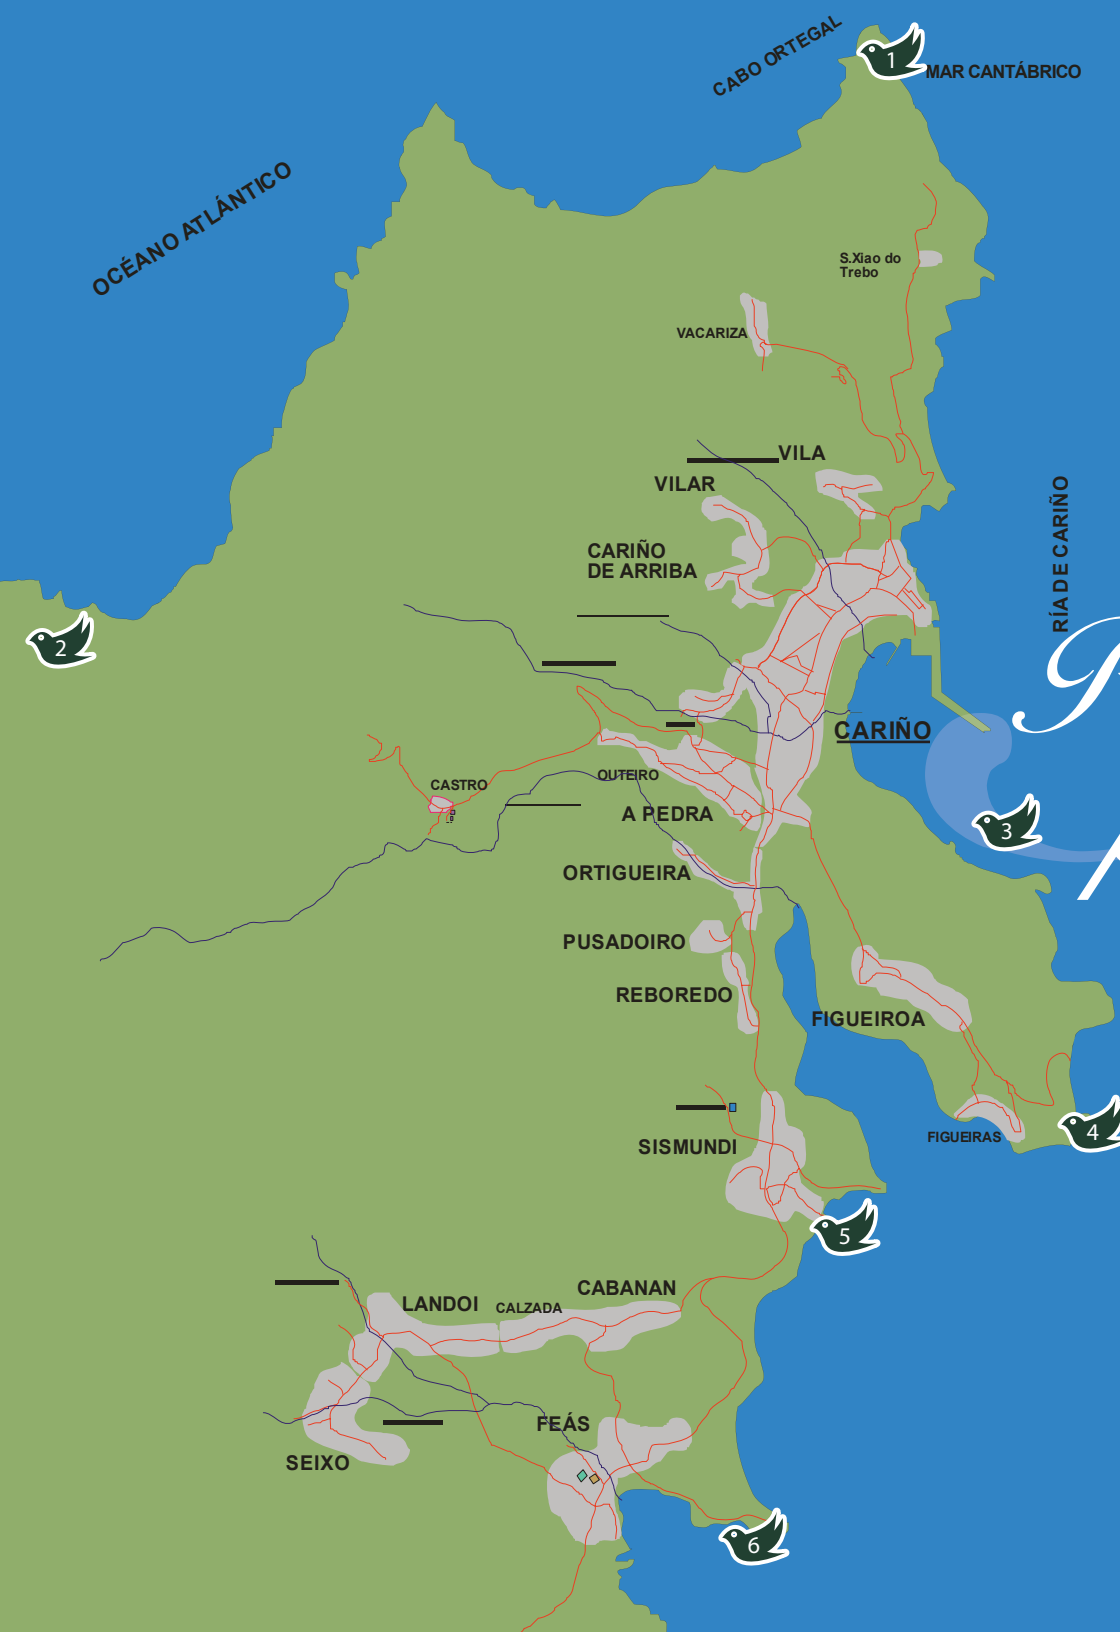 CABO ORTEGAL
1
MAR CANTÁBRICO
OCÉANO ATLÁNTICO
S.Xiao do
Trebo
VACARIZA
VILA
VILAR
CARIÑO
DE ARRIBA
RÍA DE CARIÑO
2
CARIÑO
OUTEIRO
CASTRO
A PEDRA
3
ORTIGUEIRA
PUSADOIRO
REBOREDO
FIGUEIROA
4
FIGUEIRAS
SISMUNDI
5
CABANAN
LANDOI
CALZADA
FEÁS
SEIXO
6